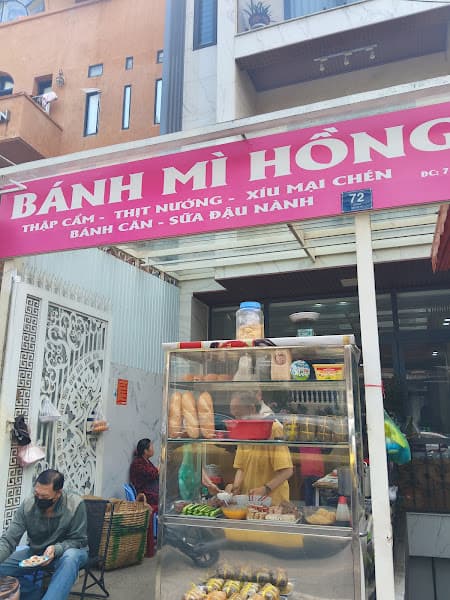 BÁNH MÌ HỒNG
THẬP CẨM - THỊT NƯỚNG - XÍU MẠI CHÉN
BÁNH CĂN - SỮA ĐẬU NÀNH
ĐC: 7
72